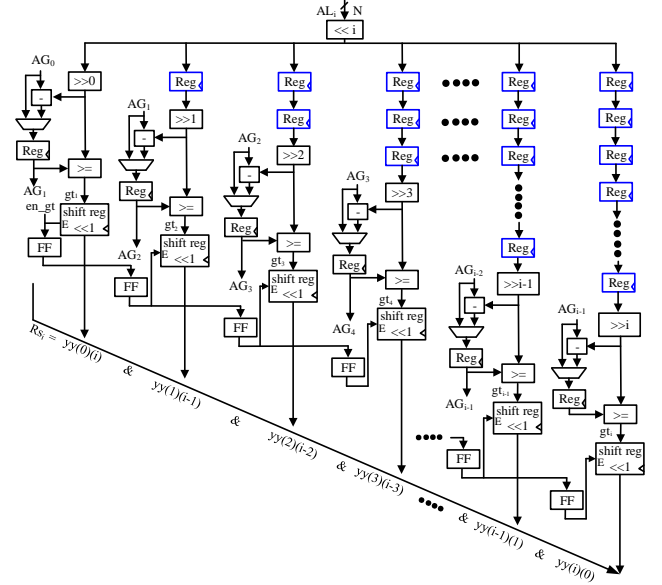 ALi N
<< i
AG0
>>0
Reg
Reg
Reg
Reg
Reg
-
AG1
>>1
Reg
Reg
Reg
Reg
Reg
-
AG2
>>2
Reg
Reg
Reg
>=
-
AG3
>>3
Reg
AG1
gt1
Reg
>=
-
en_gt
shift reg
<<1
gt2
Reg
>=
FF
E
AG2
shift reg
E <<1
gt3
Reg
>=
Reg
AGi-2
>>i-1
Reg
FF
AG3
shift reg
E <<1
gt4
-
AGi-1
>>i
FF
AG4
shift reg
E <<1
Reg
>=
-
FF
AGi-1
gti-1
Reg
>=
shift reg
E <<1
gti
FF
shift reg
E <<1
FF
Rsi = yy(0)(i) & yy(1)(i-1) & yy(2)(i-2) & yy(3)(i-3) & yy(i-1)(1) & yy(i)(0)